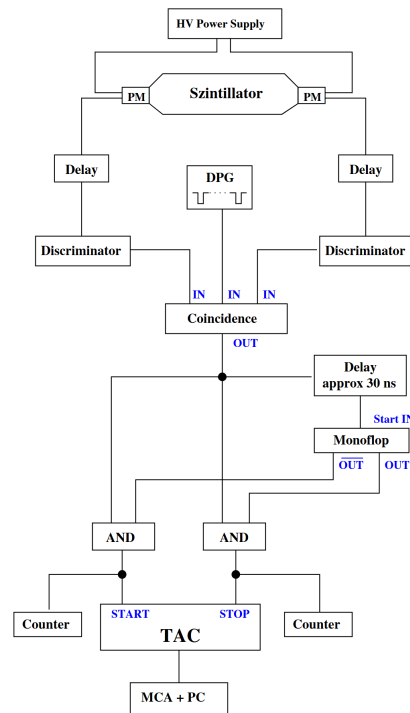 HV Power Supply
PM
Szintillator
PM
Delay
DPG
Delay
Discriminator
Discriminator
IN
IN
IN
Coincidence
OUT
Delay
approx 30 ns
Start IN
Monoflop
OUT
OUT
AND
AND
START
STOP
Counter
TAC
Counter
MCA + PC